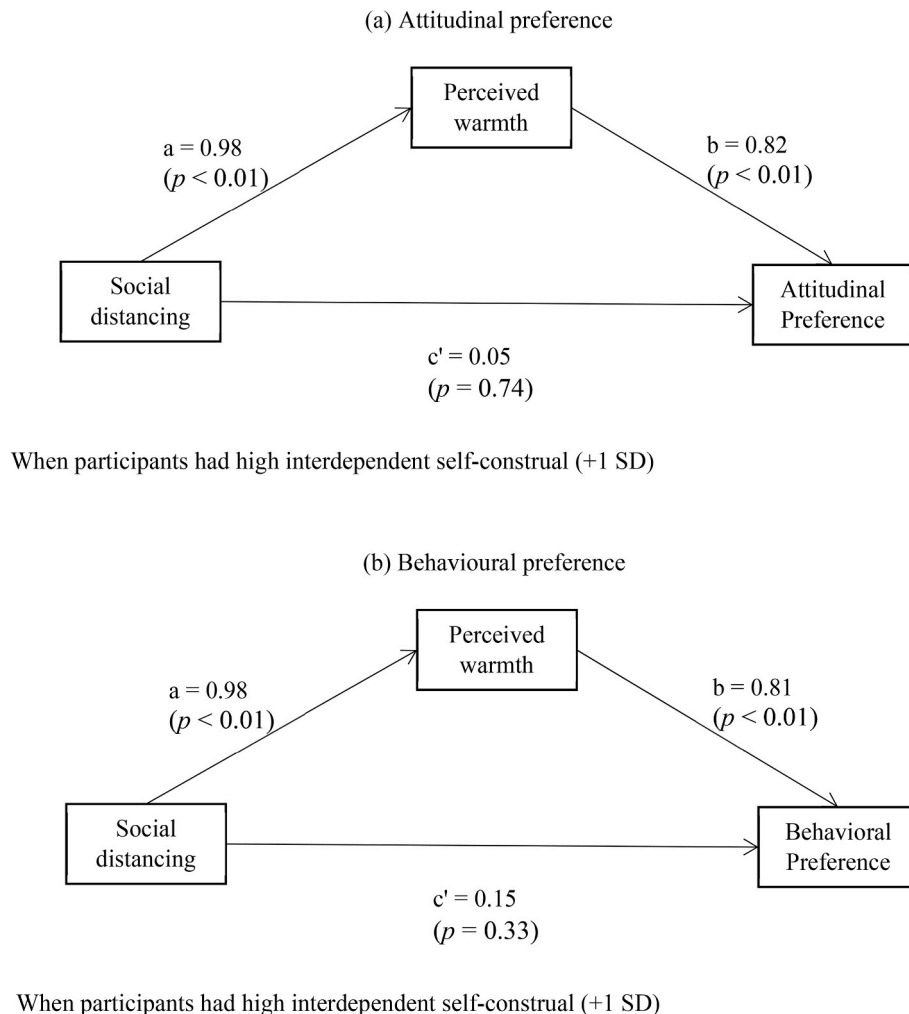 (a) Attitudinal preference
Perceived
warmth
a = 0.98
(p < 0.01)
b = 0.82
(p < 0.01)
Social
distancing
Attitudinal
Preference
c' = 0.05
(p = 0.74)
When participants had high interdependent self-construal (+1 SD)
(b) Behavioural preference
Perceived
warmth
a = 0.98
(p < 0.01)
b = 0.81
(p < 0.01)
Social
distancing
Behavioral
Preference
c' = 0.15
(p = 0.33)
When participants had high interdependent self-construal (+1 SD)